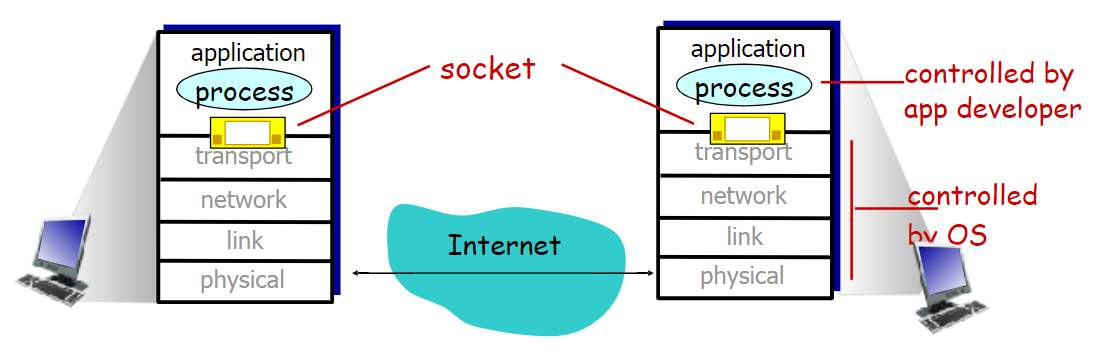 application
process
transport
network
link
physical
socket
Internet
application
process
transport
network
link
physical
controlled by
app developer
controlled
by OS